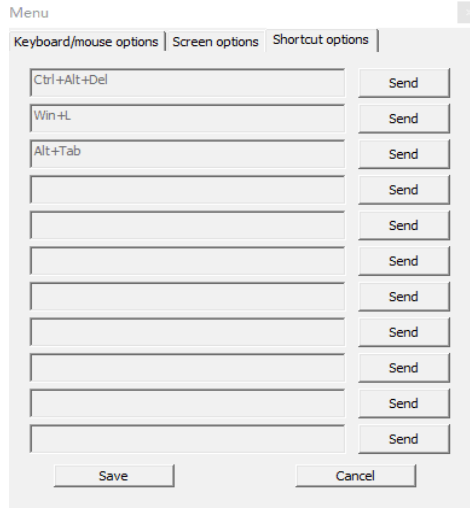 Menu
Keyboard/mouse options Screen options Shortcut options
Ctrl+Alt+Del Send
Win+L Send
Alt+Tab Send
Send
Send
Send
Send
Send
Send
Send
Send
Save Cancel